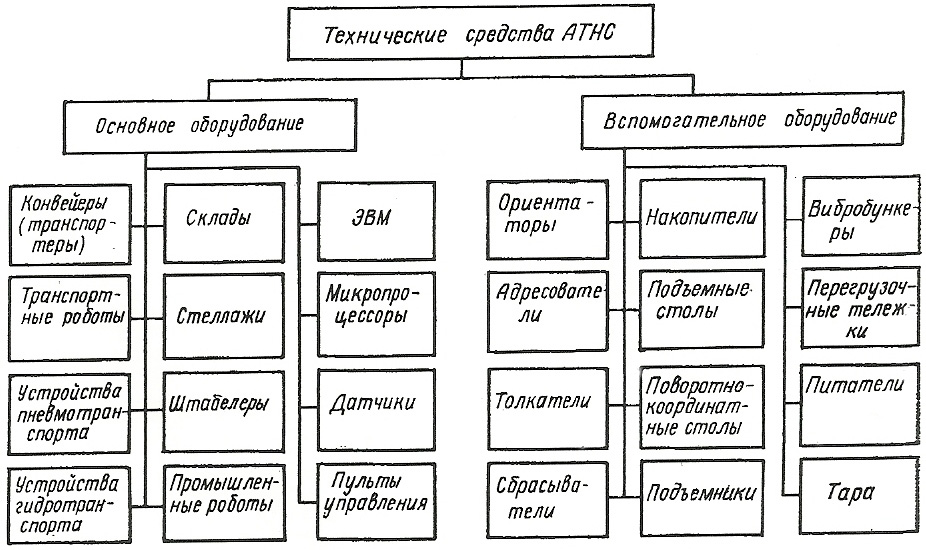 Технические средства АТНС
Основное оборудование
Вспомогательное оборудование
Конвейеры
(транспор-
теры)
Склады
ЭВМ
Транспорт-
ные роботы
Стеллажи
Микропро-
цессоры
Устройства
пневмотран
спорта
Штабелеры
Датчики
Устройства
гидротран-
спорта
Промышлен-
ные роботы
Пульты
управления
Ориента-
торы
Накопители
Вибробунке-
ры
Адресовате-
ли
Подъемные
столы
Перегрузоч-
ные тележ-
ки
Толкатели
Поворотно-
координат-
ные столы
Питатели
Сбрасыва-
тели
Подъемники
Тара